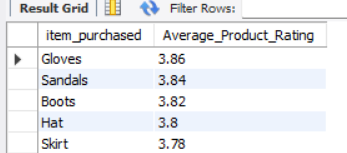 Result Grid Filter Rows:
item_purchased Average_Product_Rating
Gloves 3.86
Sandals 3.84
Boots 3.82
Hat 3.8
Skirt 3.78